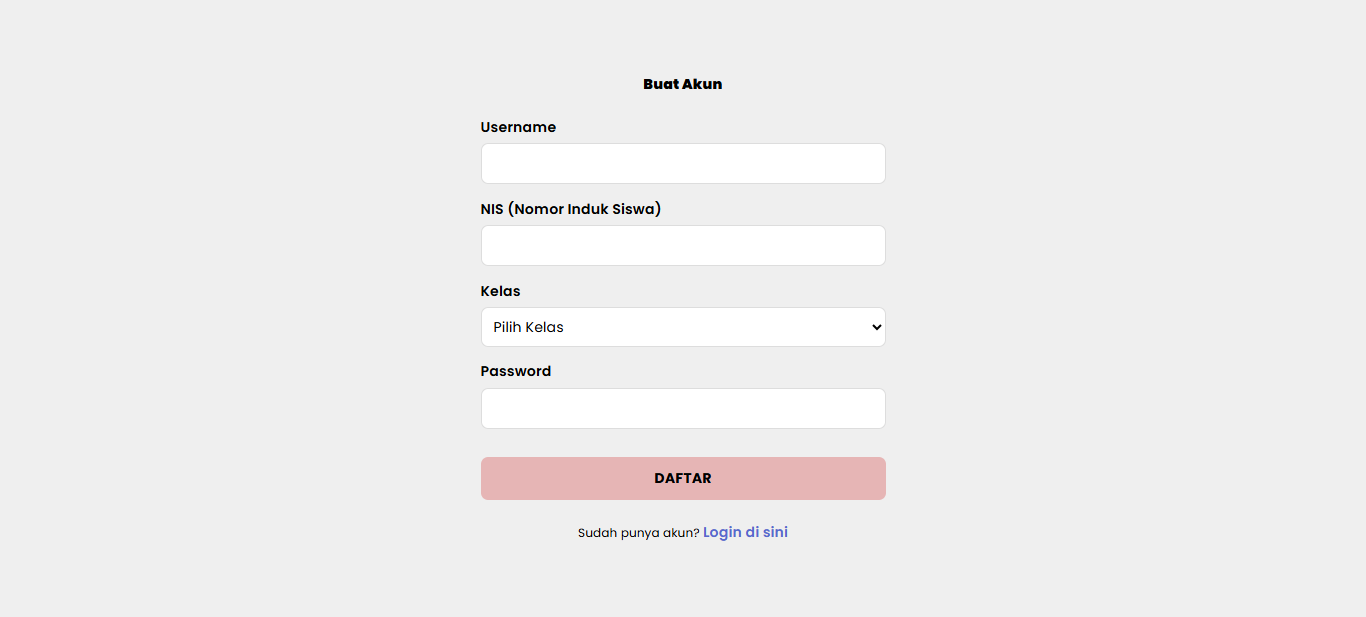 Buat Akun
Username
NIS (Nomor Induk Siswa)
Kelas
Pilih Kelas
Password
DAFTAR
Sudah punya akun? Login di sini